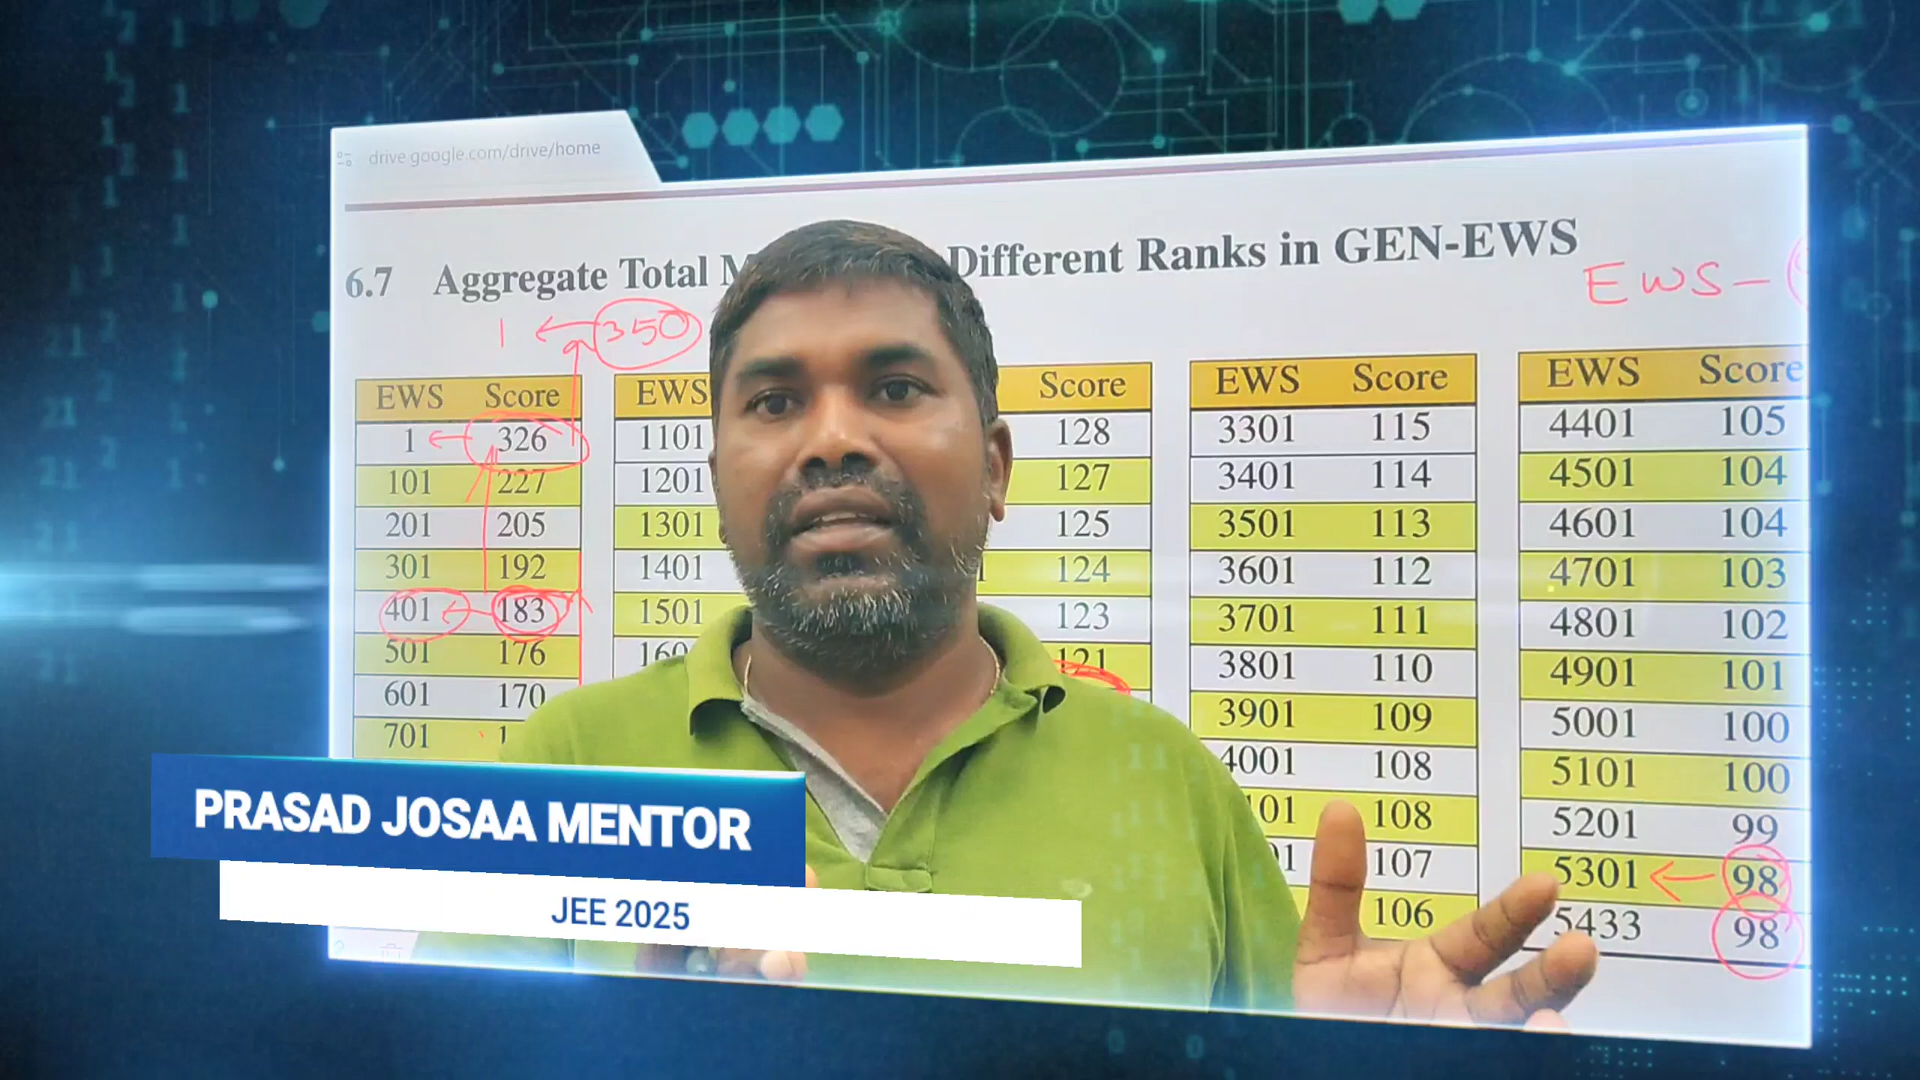 drive.google.com/drive/home
6.7 Aggregate Total Different Ranks in GEN-EWS
EWS-
1 ← 350
EWS Score
1 ← 326
101 227
201 205
301 192
401 ← 183
501 176
601 170
701
EWS
1101
1201
1301
1401
1501
Score
128
127
125
124
123
121
EWS Score
3301 115
3401 114
3501 113
3601 112
3701 111
3801 110
3901 109
4001 108
108
107
106
EWS Score
4401 105
4501 104
4601 104
4701 103
4801 102
4901 101
5001 100
5101 100
5201 99
5301 ← 98
5433 98
PRASAD JOSAA MENTOR
JEE 2025